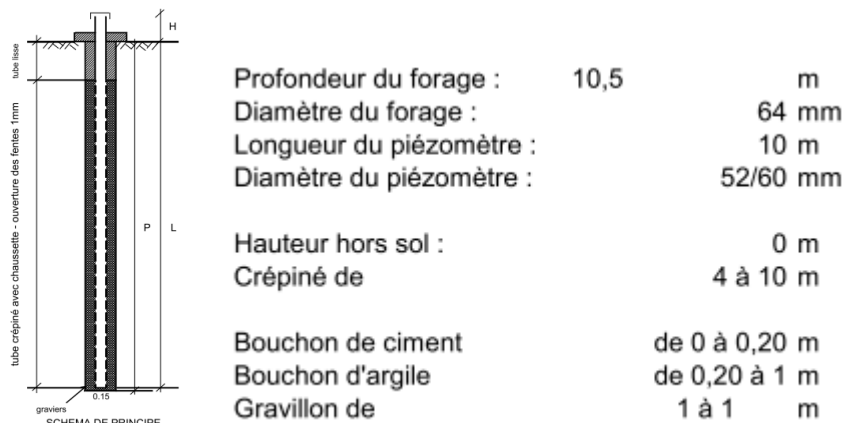 H
tube lisse
tube crépiné avec chaussette - ouverture des fentes 1mm
P
L
0.15
graviers
SCHEMA DE PRINCIPE
Profondeur du forage : 10,5 m
Diamètre du forage : 64 mm
Longueur du piézomètre : 10 m
Diamètre du piézomètre : 52/60 mm
Hauteur hors sol : 0 m
Crépiné de 4 à 10 m
Bouchon de ciment de 0 à 0,20 m
Bouchon d'argile de 0,20 à 1 m
Gravillon de 1 à 1 m